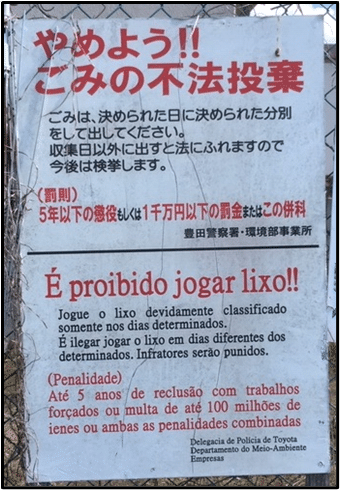 やめよう!!
ごみの不法投棄
ごみは、決められた日に決められた分別
をして出してください。
収集日以外に出すと法にふれますので
今後は検挙します。
(罰則)
5年以下の懲役もしくは1千万円以下の罰金またはこの併科
豊田警察署・環境部事業所
É proibido jogar lixo!!
Jogue o lixo devidamente classificado
somente nos dias determinados.
É ilegar jogar o lixo em dias diferentes dos
determinados. Infratores serão punidos.
(Penalidade)
Até 5 anos de reclusão com trabalhos
forçados ou multa de até 100 milhões de
ienes ou ambas as penalidades combinadas
Delegacia de Polícia de Toyota
Departamento do Meio-Ambiente
Empresas